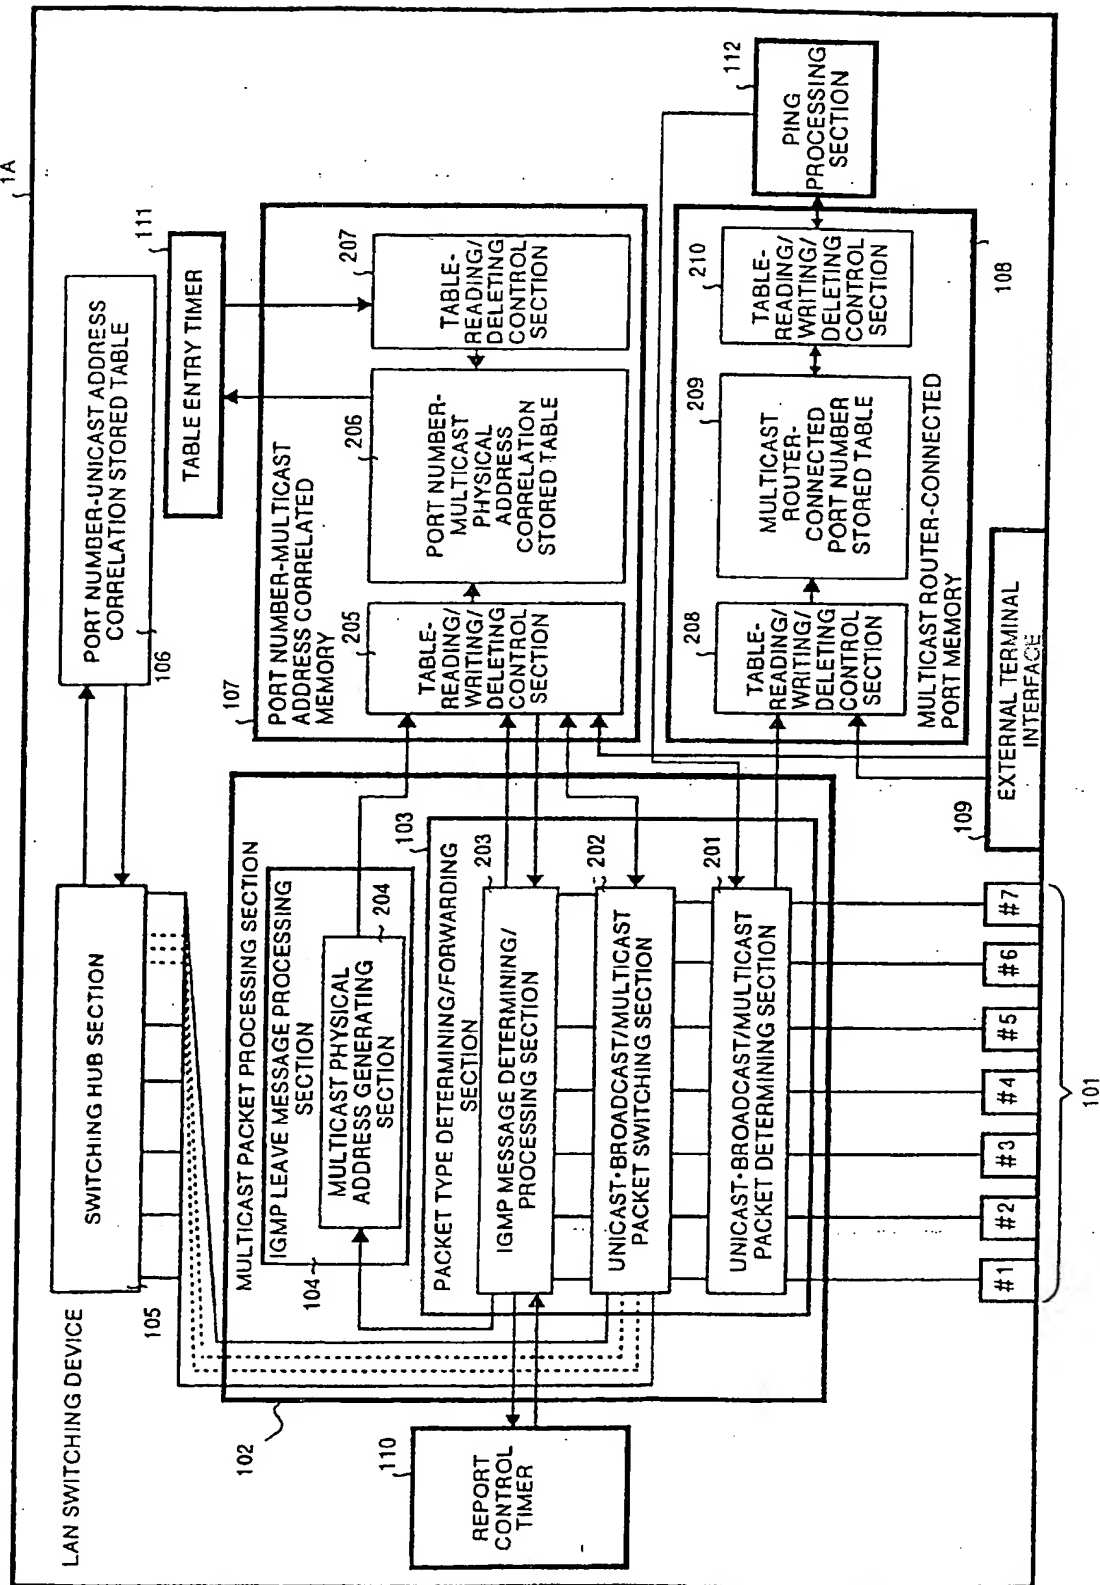 1A
LAN SWITCHING DEVICE
SWITCHING HUB SECTION
105
PORT NUMBER-UNICAST ADDRESS
CORRELATION STORED TABLE
106
TABLE ENTRY TIMER
111
102
MULTICAST PACKET PROCESSING SECTION
IGMP LEAVE MESSAGE PROCESSING
SECTION
104
MULTICAST PHYSICAL
ADDRESS GENERATING
SECTION
204
PACKET TYPE DETERMINING/FORWARDING
SECTION
103
IGMP MESSAGE DETERMINING/
PROCESSING SECTION
203
UNICAST•BROADCAST/MULTICAST
PACKET SWITCHING SECTION
202
UNICAST•BROADCAST/MULTICAST
PACKET DETERMINING SECTION
201
110
REPORT
CONTROL
TIMER
107
PORT NUMBER-MULTICAST
ADDRESS CORRELATED
MEMORY
205
TABLE-
READING/
WRITING/
DELETING
CONTROL
SECTION
206
PORT NUMBER-
MULTICAST
PHYSICAL
ADDRESS
CORRELATION
STORED TABLE
207
TABLE-
READING/
DELETING
CONTROL
SECTION
208
TABLE-
READING/
WRITING/
DELETING
CONTROL
SECTION
209
MULTICAST
ROUTER-
CONNECTED
PORT NUMBER
STORED TABLE
210
TABLE-
READING/
WRITING/
DELETING
CONTROL
SECTION
MULTICAST ROUTER-CONNECTED
PORT MEMORY
108
112
PING
PROCESSING
SECTION
109
EXTERNAL TERMINAL
INTERFACE
#1
#2
#3
#4
#5
#6
#7
101